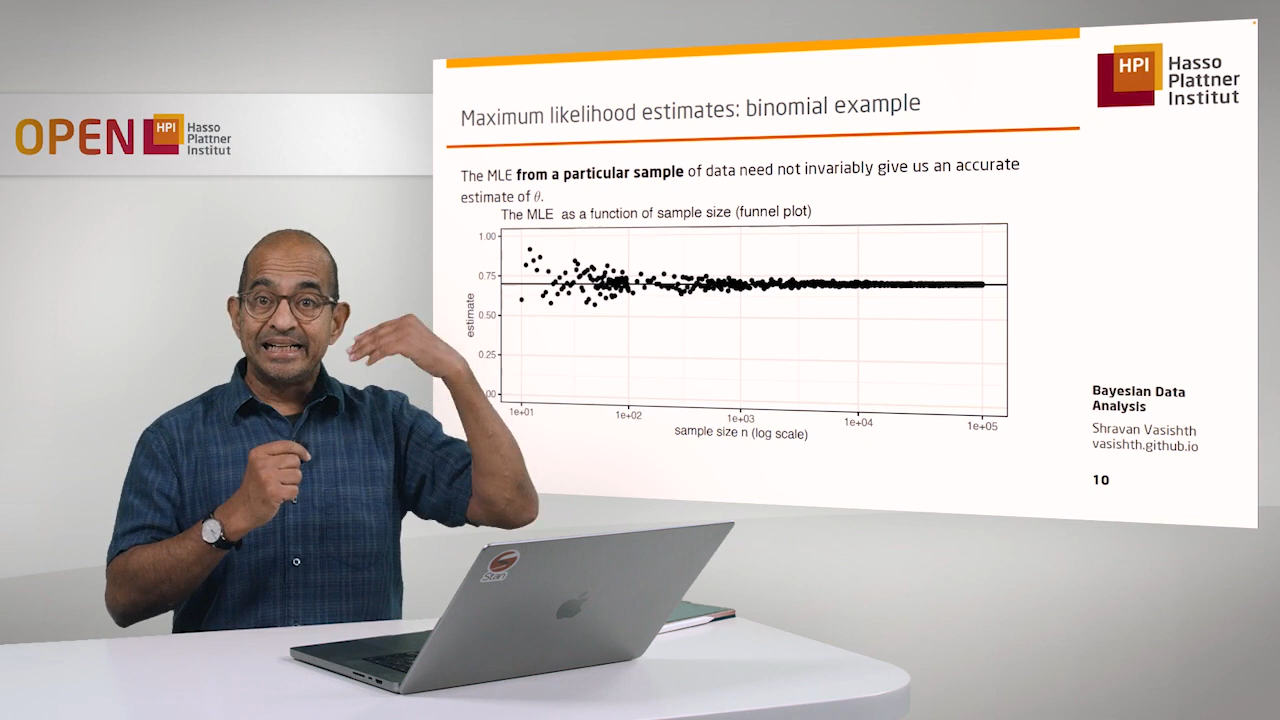 OPEN
HPI
Hasso
Plattner
Institut
Maximum likelihood estimates: binomial example
HPI
Hasso
Plattner
Institut
The MLE from a particular sample of data need not invariably give us an accurate
estimate of θ.
The MLE as a function of sample size (funnel plot)
1.00
0.75
0.50
0.25
00
estimate
1e+01 1e+02 1e+03 1e+04 1e+05
sample size n (log scale)
Bayesian Data
Analysis
Shravan Vasishth
vasishth.github.io
10
Stan